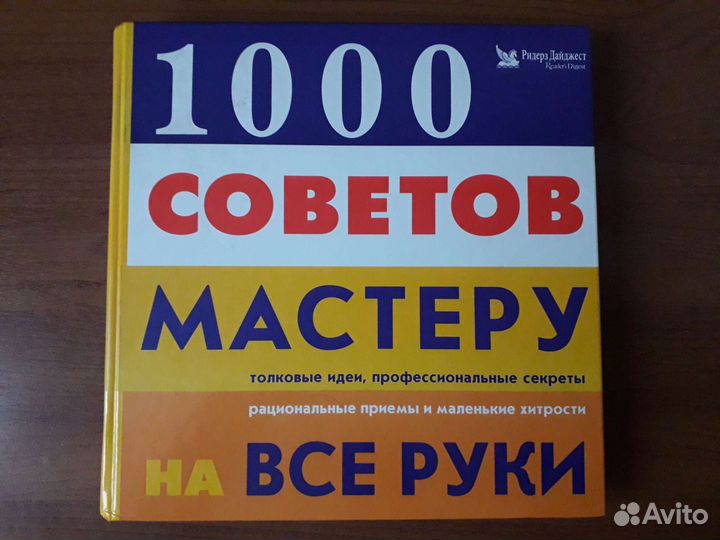 1000
Ридерз Дайджест
Reader's Digest
СОВЕТОВ
МАСТЕРУ
толковые идеи, профессиональные секреты
рациональные приемы и маленькие хитрости
НА ВСЕ РУКИ
Avito